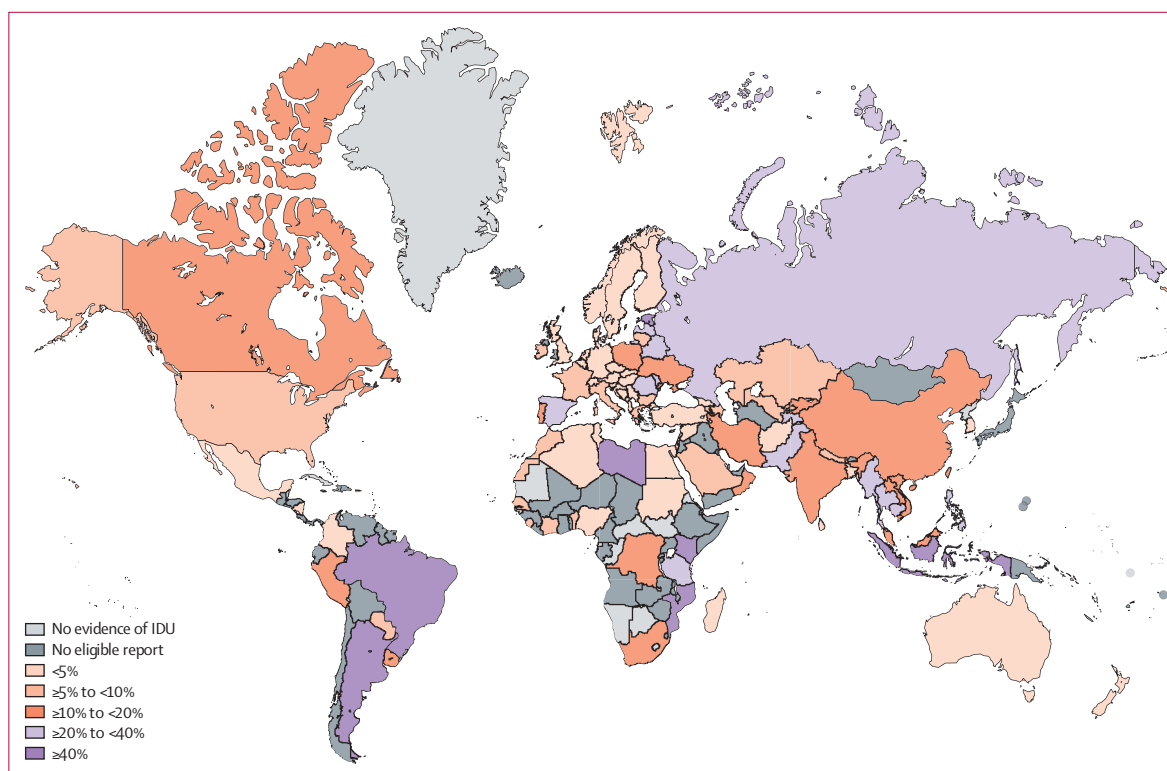 No evidence of IDU
No eligible report
<5%
≥5% to <10%
≥10% to <20%
≥20% to <40%
≥40%